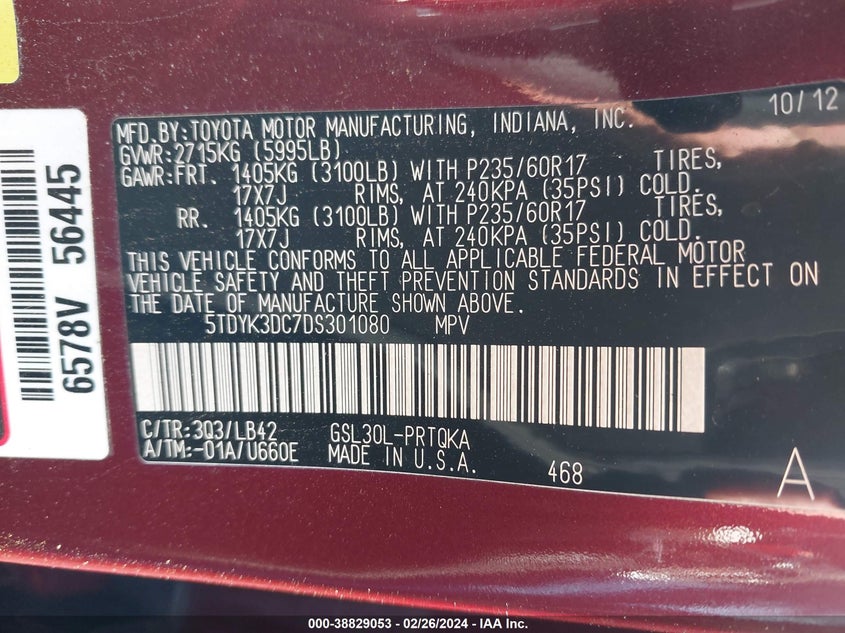 10/12
MFD.BY:TOYOTA MOTOR MANUFACTURING, INDIANA, INC.
GVWR:2715KG (5995LB)
GAWR:FRT. 1405KG (3100LB) WITH P235/60R17 TIRES,
17X7J RIMS, AT 240KPA (35PSI) COLD.
RR. 1405KG (3100LB) WITH P235/60R17 TIRES,
17X7J RIMS, AT 240KPA (35PSI) COLD.
THIS VEHICLE CONFORMS TO ALL APPLICABLE FEDERAL MOTOR
VEHICLE SAFETY AND THEFT PREVENTION STANDARDS IN EFFECT ON
THE DATE OF MANUFACTURE SHOWN ABOVE.
5TDYK3DC7DS301080 MPV
C/TR:3Q3/LB42 GSL30L-PRTQKA
A/TM:-01A/U660E MADE IN U.S.A.
468
A
6578V 56445
000-38829053 - 02/26/2024 - IAA Inc.